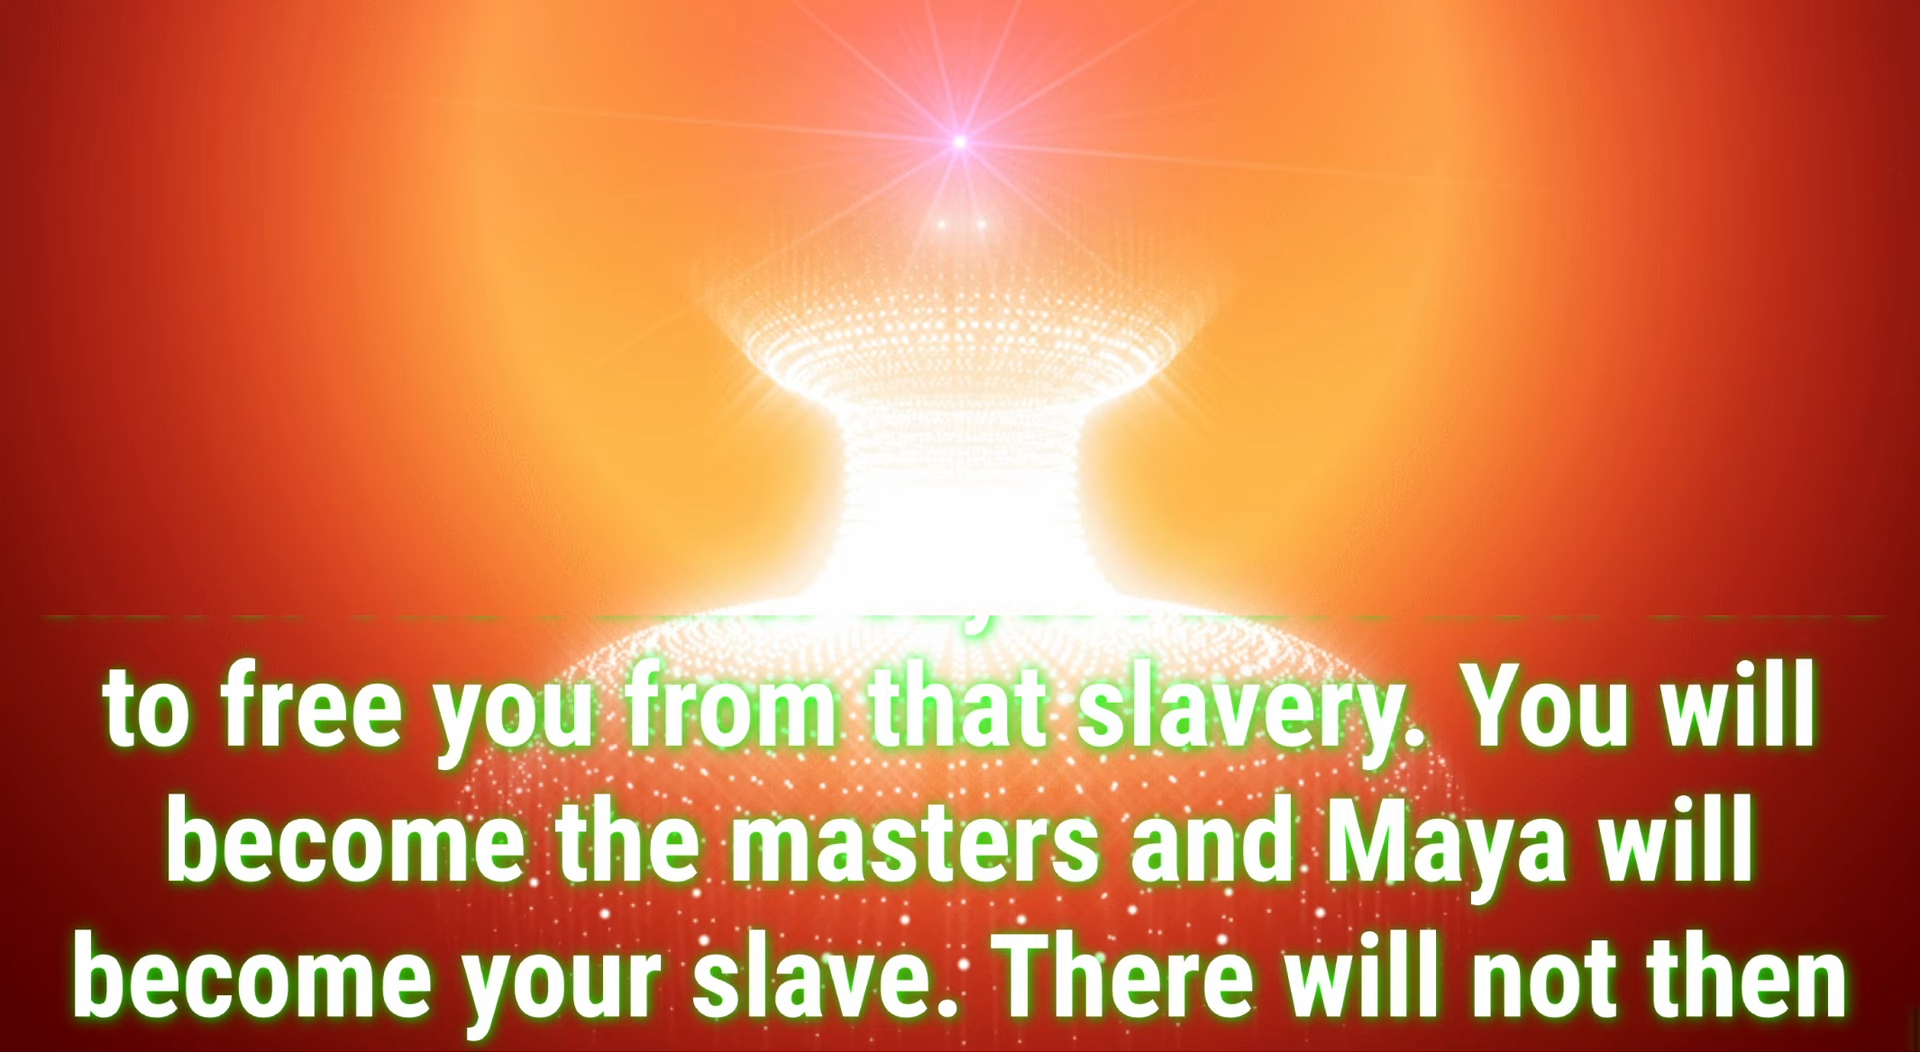 to free you from that slavery. You will
become the masters and Maya will
become your slave. There will not then